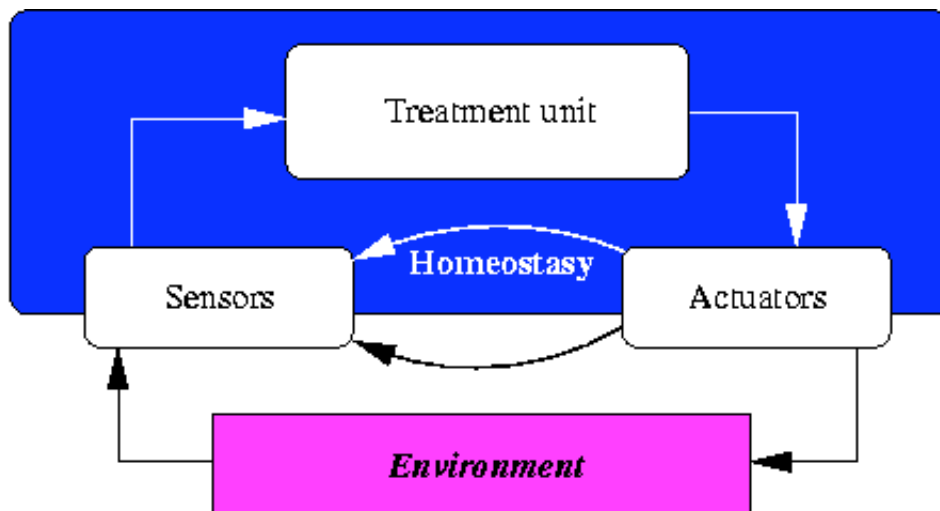 Treatment unit
Homeostasy
Sensors
Actuators
Environment